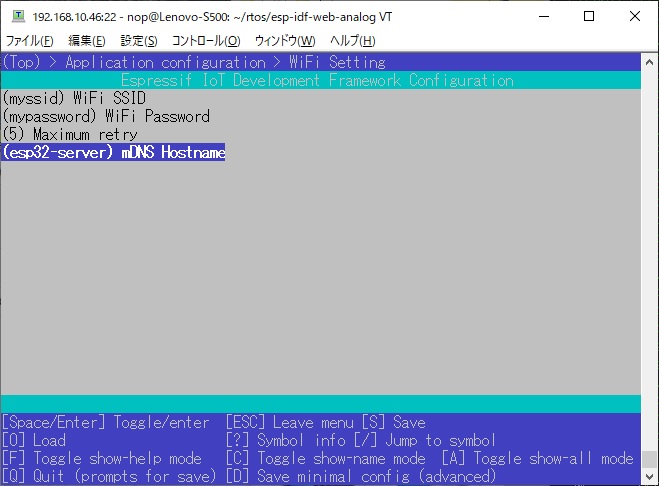 192.168.10.46:22 - nop@Lenovo-S500: ~/rtos/esp-idf-web-analog VT
ファイル(F) 編集(E) 設定(S) コントロール(O) ウィンドウ(W) ヘルプ(H)
(Top) > Application configuration > WiFi Setting
Espressif IoT Development Framework Configuration
(myssid) WiFi SSID
(mypassword) WiFi Password
(5) Maximum retry
(esp32-server) mDNS Hostname
[Space/Enter] Toggle/enter [ESC] Leave menu [S] Save
[O] Load [?] Symbol info [/] Jump to symbol
[F] Toggle show-help mode [C] Toggle show-name mode [A] Toggle show-all mode
[Q] Quit (prompts for save) [D] Save minimal config (advanced)